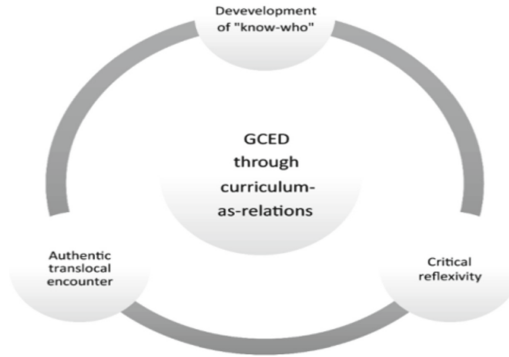 Devevelopment
of "know-who"
GCED
through
curriculum-
as-relations
Authentic
translocal
encounter
Critical
reflexivity